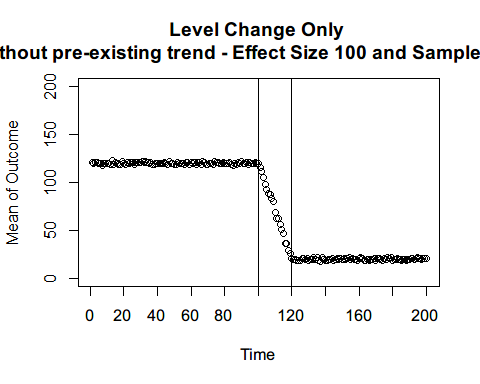 Level Change Only
thout pre-existing trend - Effect Size 100 and Sample
Mean of Outcome
200
150
100
50
0
0 20 40 60 80 120 160 200
Time